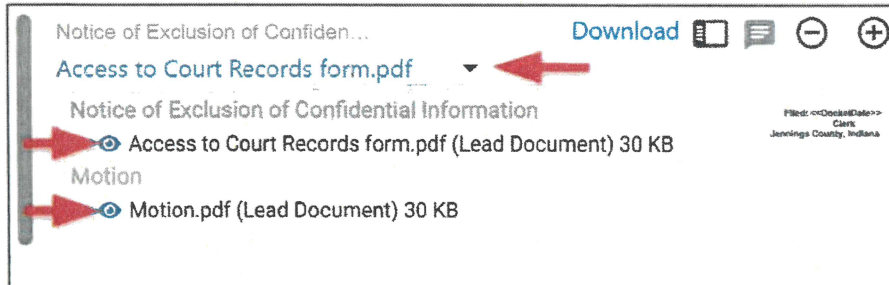 Notice of Exclusion of Confiden...
Download
Access to Court Records form.pdf
Notice of Exclusion of Confidential Information
Filed: <<DocketDate>>
Clerk
Jennings County, Indiana
Access to Court Records form.pdf (Lead Document) 30 KB
Motion
Motion.pdf (Lead Document) 30 KB